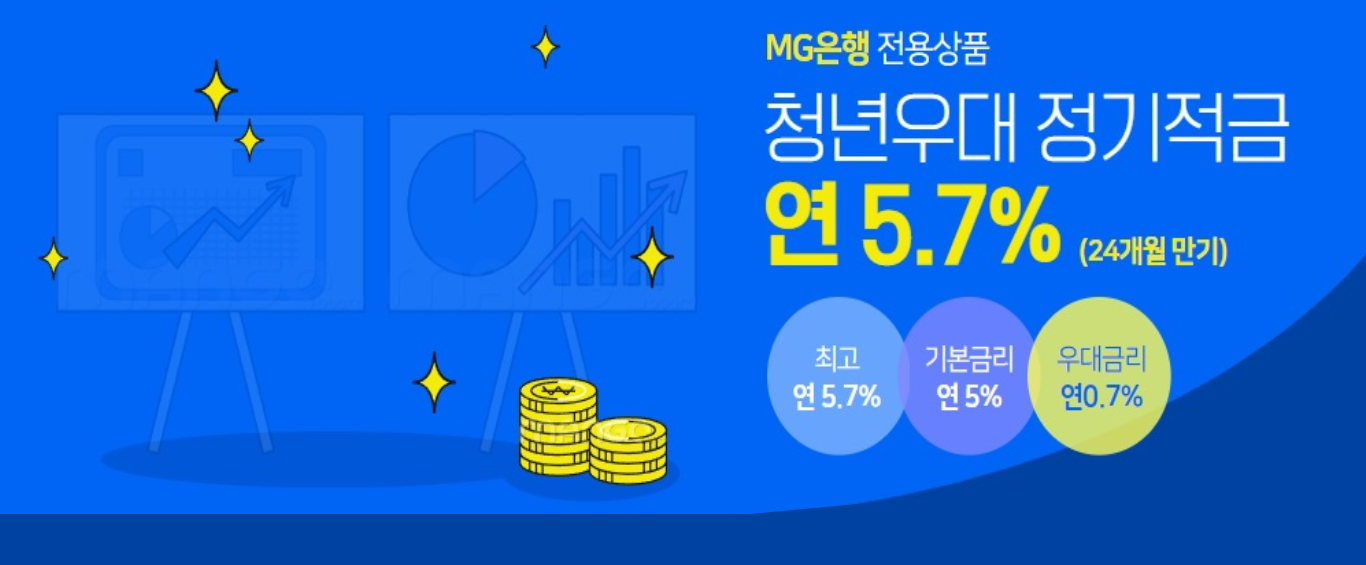 MG은행 전용상품
청년우대 정기적금
연 5.7% (24개월 만기)
최고
연 5.7%
기본금리
연 5%
우대금리
연0.7%